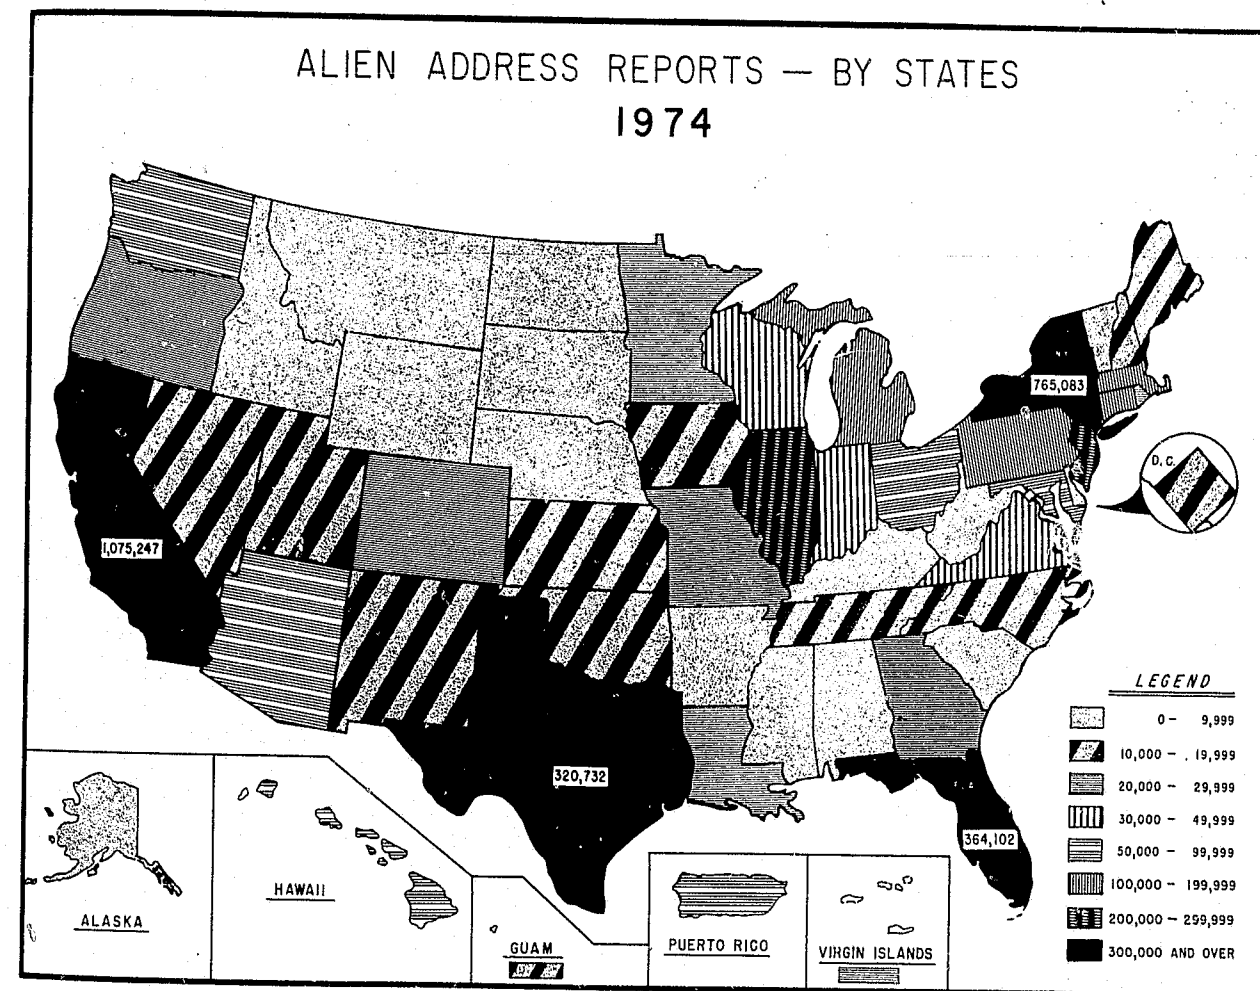 ALIEN ADDRESS REPORTS — BY STATES
1974
765,083
D. C.
1,075,247
320,732
364,102
LEGEND
0 – 9,999
10,000 – 19,999
20,000 – 29,999
30,000 – 49,999
50,000 – 99,999
100,000 – 199,999
200,000 – 299,999
300,000 AND OVER
ALASKA
HAWAII
GUAM
PUERTO RICO
VIRGIN ISLANDS